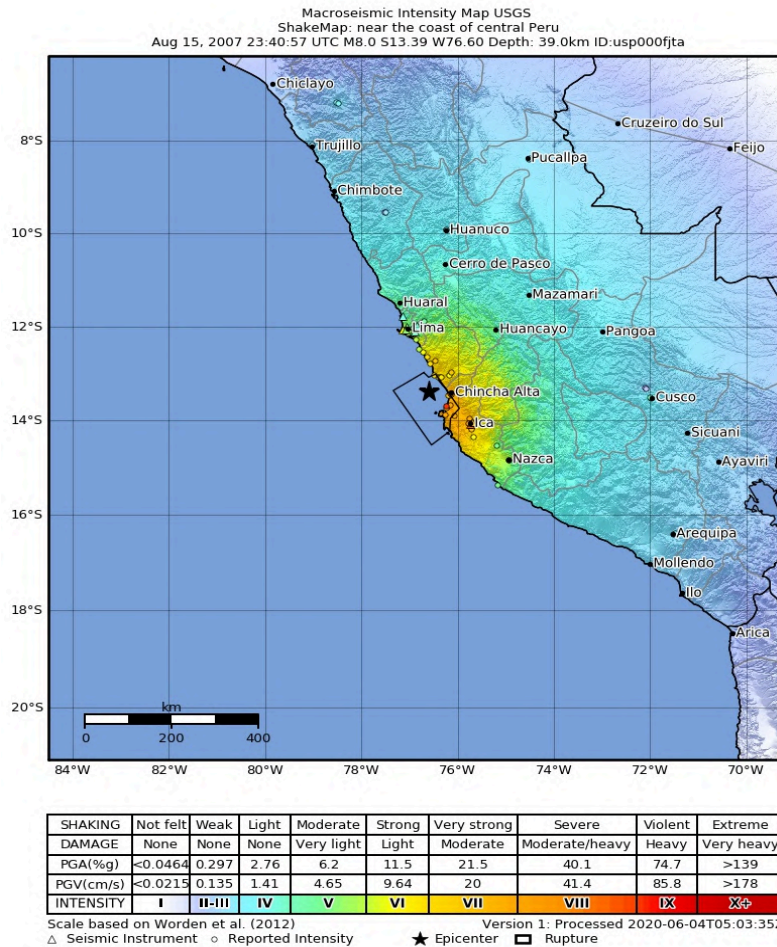 Macroseismic Intensity Map USGS
ShakeMap: near the coast of central Peru
Aug 15, 2007 23:40:57 UTC M8.0 S13.39 W76.60 Depth: 39.0km ID:usp000fjta
Chiclayo
Cruzeiro do Sul
8°S
Trujillo
Feijo
Pucallpa
Chimbote
10°S
Huanuco
Cerro de Pasco
Huaral
Mazamari
12°S
Lima
Huancayo
Pangoa
Chincha Alta
Cusco
14°S
Ica
Sicuani
Nazca
Ayaviri
16°S
Arequipa
Mollendo
18°S
Ilo
Arica
20°S
km
0 200 400
84°W 82°W 80°W 78°W 76°W 74°W 72°W 70°W
SHAKING Not felt Weak Light Moderate Strong Very strong Severe Violent Extreme
DAMAGE None None None Very light Light Moderate Moderate/heavy Heavy Very heavy
PGA(%g) <0.0464 0.297 2.76 6.2 11.5 21.5 40.1 74.7 >139
PGV(cm/s) <0.0215 0.135 1.41 4.65 9.64 20 41.4 85.8 >178
INTENSITY I II-III IV V VI VII VIII IX X+
Scale based on Worden et al. (2012) Version 1: Processed 2020-06-04T05:03:35Z
△ Seismic Instrument ○ Reported Intensity ★ Epicenter □ Rupture